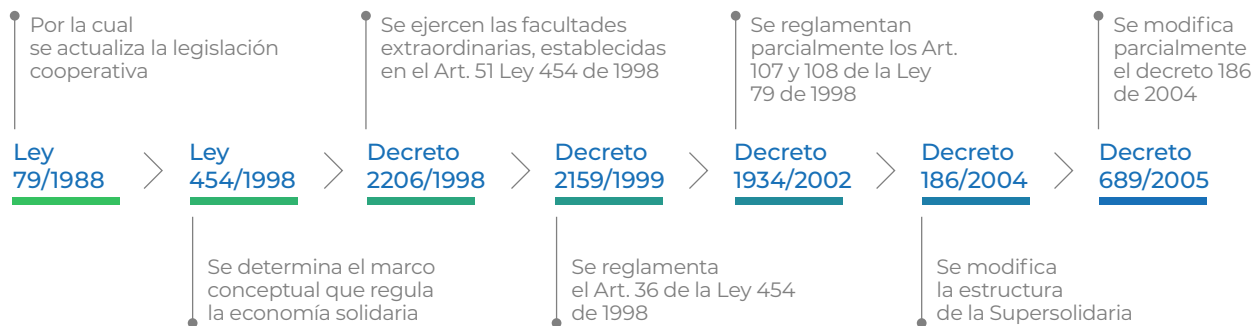 Por la cual
se actualiza la legislación
cooperativa
Se ejercen las facultades
extraordinarias, establecidas
en el Art. 51 Ley 454 de 1998
Se reglamentan
parcialmente los Art.
107 y 108 de la Ley
79 de 1998
Se modifica
parcialmente
el decreto 186
de 2004
Ley
79/1988
Ley
454/1998
Decreto
2206/1998
Decreto
2159/1999
Decreto
1934/2002
Decreto
186/2004
Decreto
689/2005
Se determina el marco
conceptual que regula
la economía solidaria
Se reglamenta
el Art. 36 de la Ley 454
de 1998
Se modifica
la estructura
de la Supersolidaria